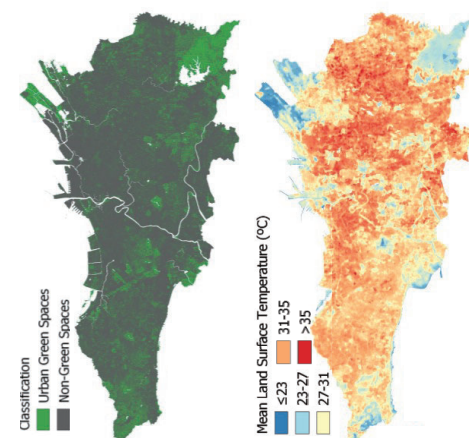 Classification
Urban Green Spaces
Non-Green Spaces
Mean Land Surface Temperature (ºC)
≤23
23-27
27-31
31-35
>35